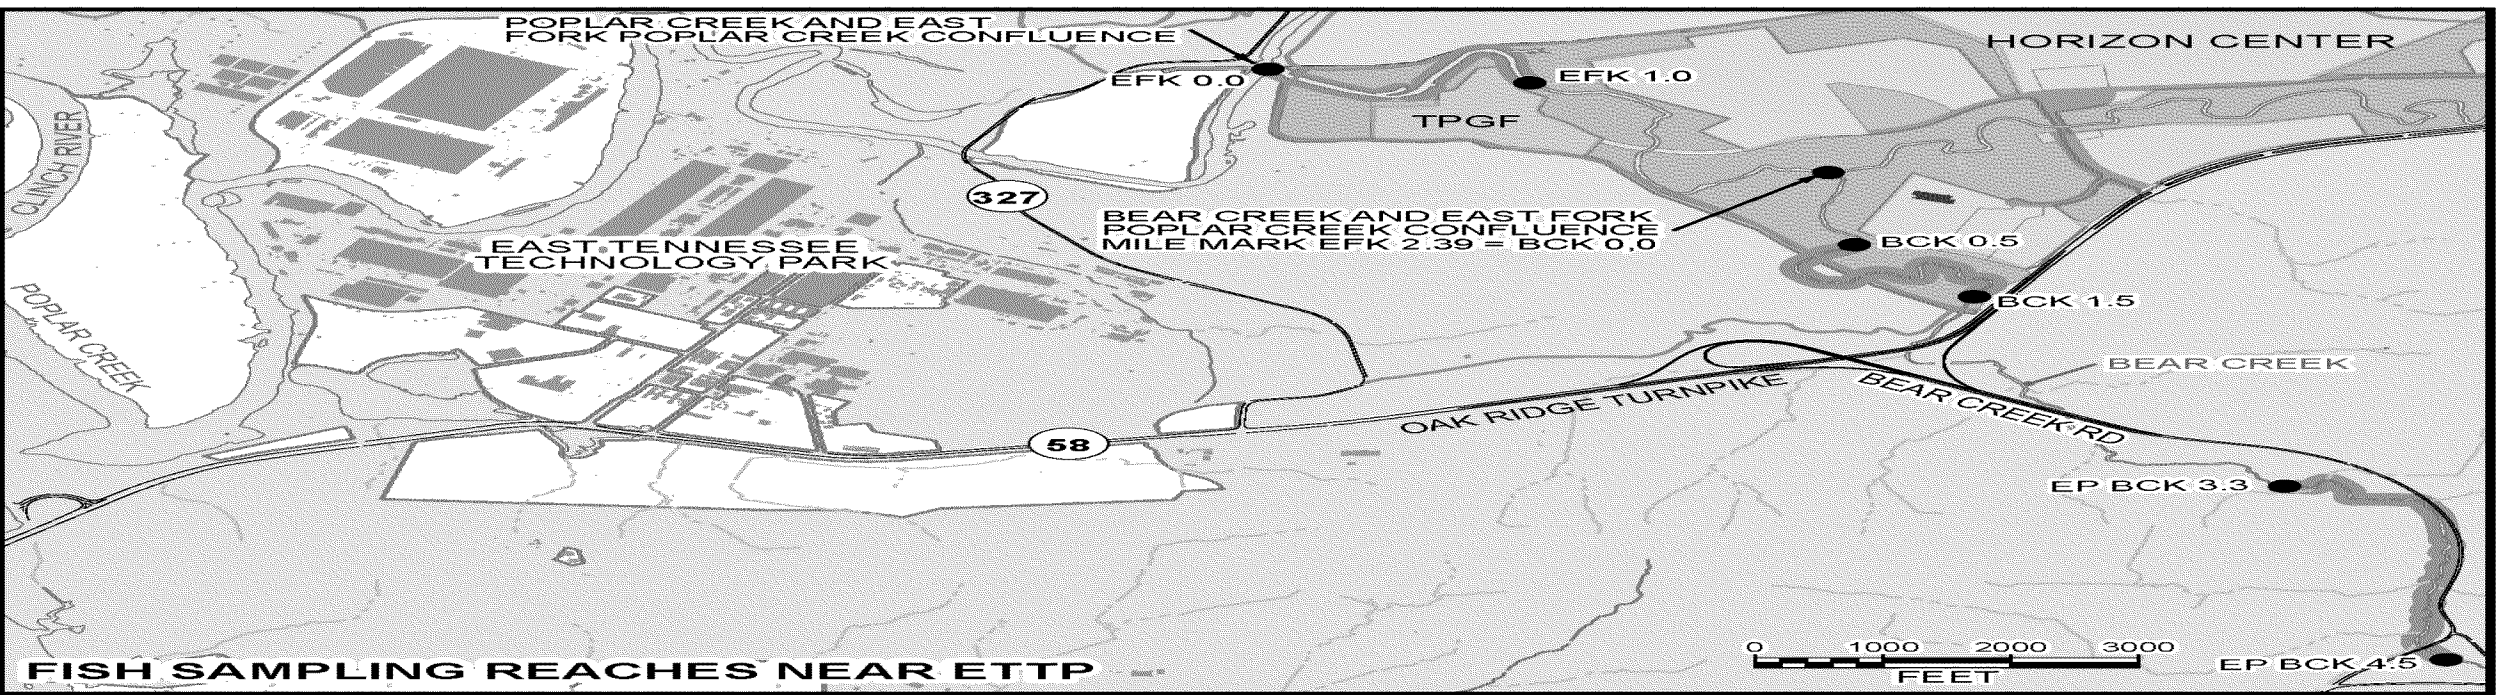 POPLAR CREEK AND EAST
FORK POPLAR CREEK CONFLUENCE
HORIZON CENTER
EFK 0.0
EFK 1.0
TPGF
CLINCH RIVER
327
BEAR CREEK AND EAST FORK
POPLAR CREEK CONFLUENCE
MILE MARK EFK 2.39 = BCK 0,0
BCK 0.5
EAST TENNESSEE
TECHNOLOGY PARK
BCK 1.5
POPLAR CREEK
BEAR CREEK
OAK RIDGE TURNPIKE
BEAR CREEK RD
58
EP BCK 3.3
0 1000 2000 3000
FEET
EP BCK 4.5
FISH SAMPLING REACHES NEAR ETTP